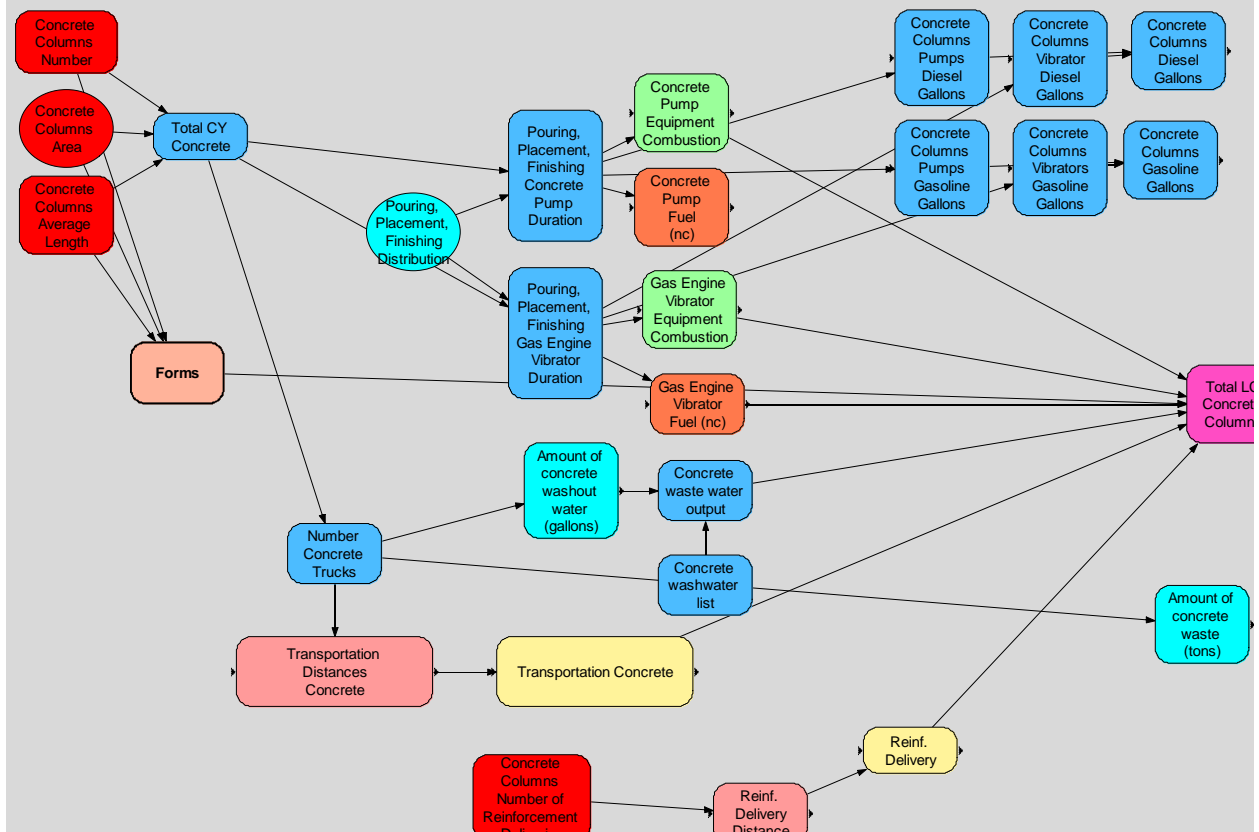 Concrete
Columns
Number
Concrete
Columns
Area
Concrete
Columns
Average
Length
Total CY
Concrete
Forms
Pouring,
Placement,
Finishing
Distribution
Pouring,
Placement,
Finishing
Concrete
Pump
Duration
Pouring,
Placement,
Finishing
Gas Engine
Vibrator
Duration
Concrete
Pump
Equipment
Combustion
Concrete
Pump
Fuel
(nc)
Gas Engine
Vibrator
Equipment
Combustion
Gas Engine
Vibrator
Fuel (nc)
Concrete
Columns
Pumps
Diesel
Gallons
Concrete
Columns
Vibrator
Diesel
Gallons
Concrete
Columns
Diesel
Gallons
Concrete
Columns
Pumps
Gasoline
Gallons
Concrete
Columns
Vibrators
Gasoline
Gallons
Concrete
Columns
Gasoline
Gallons
Total
Amount of
concrete
washout
water
(gallons)
Concrete
waste water
output
Concrete
washwater
list
Number
Concrete
Trucks
Amount of
concrete
waste
(tons)
Transportation
Distances
Concrete
Transportation Concrete
Reinf.
Delivery
Concrete
Columns
Number of
Reinforcement
Reinf.
Delivery
Distance